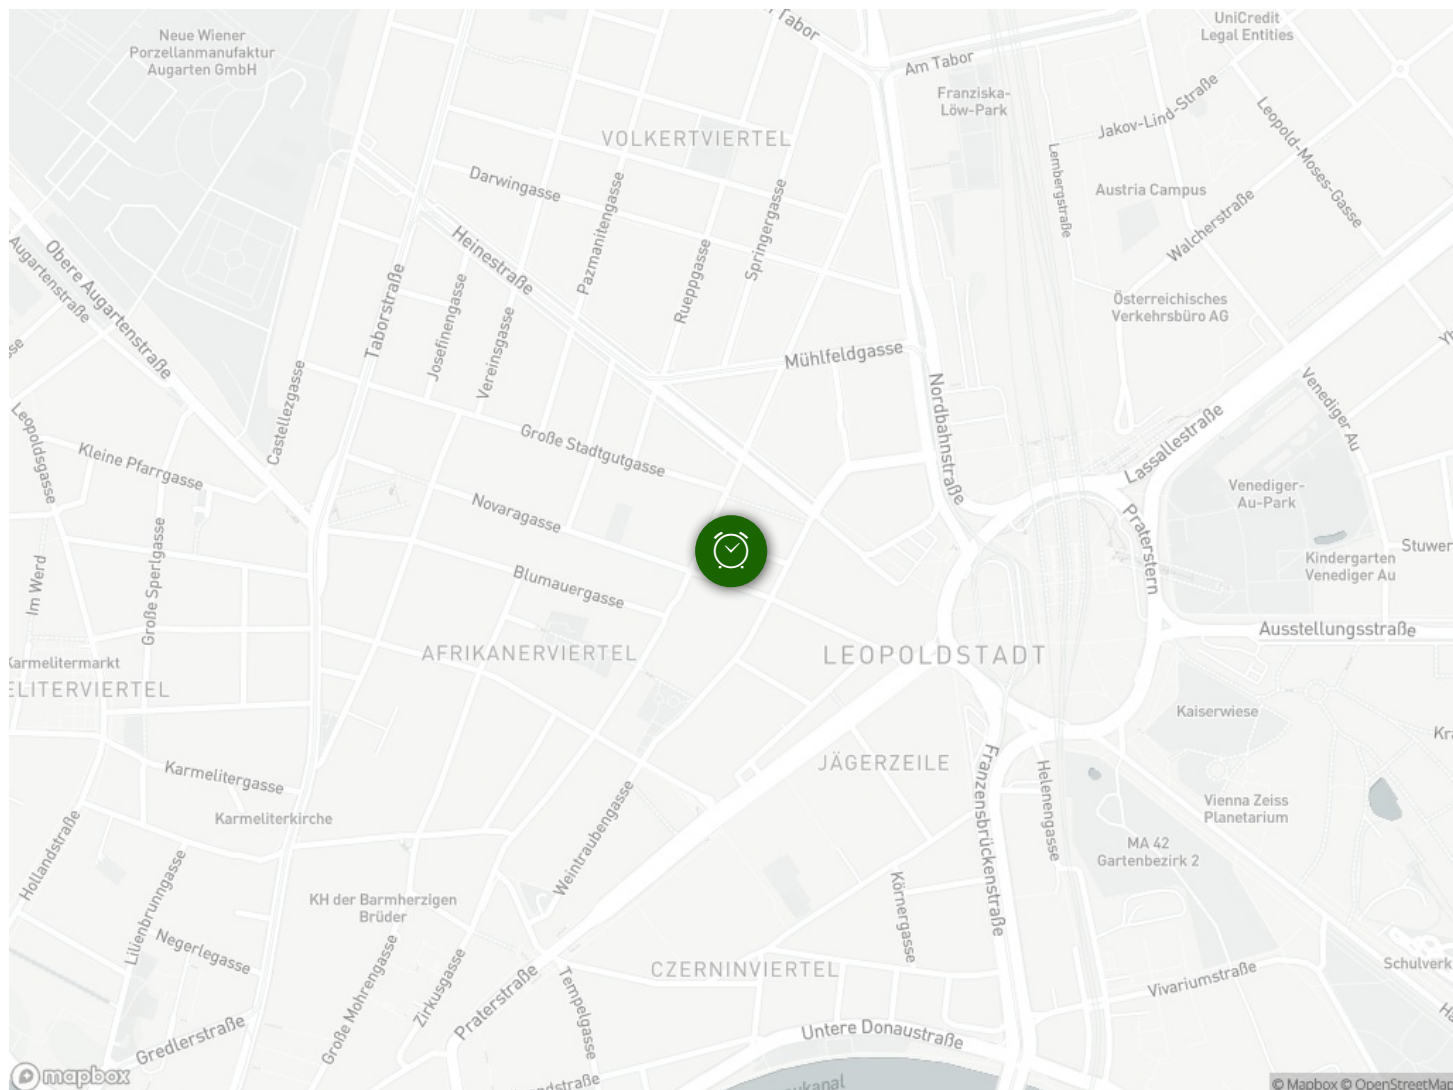 Neue Wiener
Porzellanmanufaktur
Augarten GmbH
Am Tabor
Am Tabor
UniCredit
Legal Entities
Franziska-
Löw-Park
Jakov-Lind-Straße
Leopold-Moses-Gasse
VOLKERTVIERTEL
Darwingasse
Pazmanitengasse
Springergasse
Rueppgasse
Lembergstraße
Austria Campus
Walcherstraße
Obere Augartenstraße
Augartenstraße
Heinestraße
Taborstraße
Josefinengasse
Vereinsgasse
Castellezgasse
Mühlfeldgasse
Nordbahnstraße
Österreichisches
Verkehrsbüro AG
Lassallestraße
Venediger Au
Leopoldsgasse
Kleine Pfarrgasse
Große Stadtgutgasse
Novaragasse
Venediger-
Au-Park
Praterstern
Große Sperlgasse
Im Werd
Blumauergasse
Kindergarten
Venediger Au
Stuwer
Ausstellungsstraße
Karmelitermarkt
ELITERVIERTEL
AFRIKANERVIERTEL
LEOPOLDSTADT
Kaiserwiese
JÄGERZEILE
Karmelitergasse
Karmeliterkirche
Hollandstraße
Weintraubengasse
Franzensbrückenstraße
Helenengasse
Vienna Zeiss
Planetarium
MA 42
Gartenbezirk 2
Lilienbrunngasse
KH der Barmherzigen
Brüder
Körnergasse
Negerlegasse
Große Mohrengasse
Zirkusgasse
Praterstraße
Tempelgasse
CZERNINVIERTEL
Vivariumstraße
Schulverk
Gredlerstraße
Untere Donaustraße
ndstraße
ukanal
mapbox
© Mapbox © OpenStreetMap